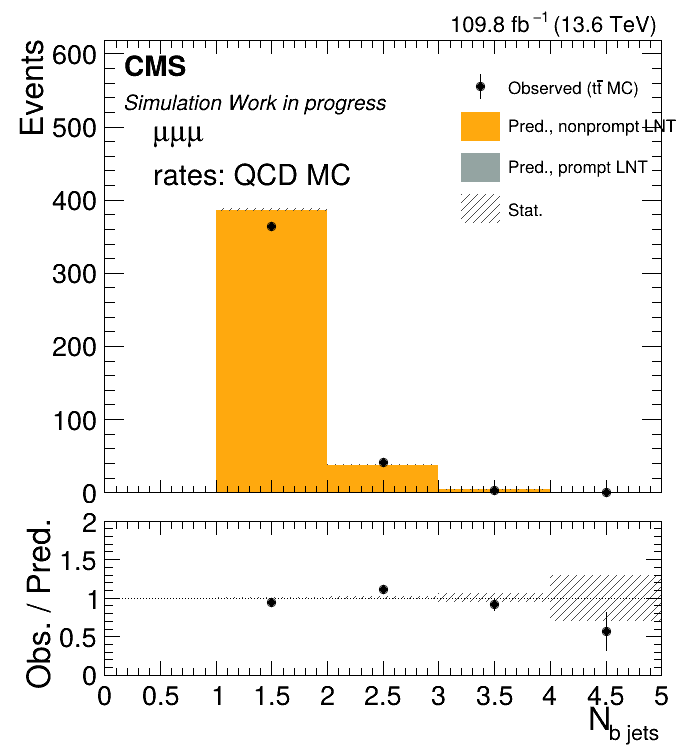 109.8 fb⁻¹ (13.6 TeV)
Events
600
500
400
300
200
100
0
CMS
Simulation Work in progress
μμμ
rates: QCD MC
Observed (tt̄ MC)
Pred., nonprompt LNT
Pred., prompt LNT
Stat.
Obs. / Pred.
2
1.5
1
0.5
0
0 0.5 1 1.5 2 2.5 3 3.5 4 4.5 5
N_b jets